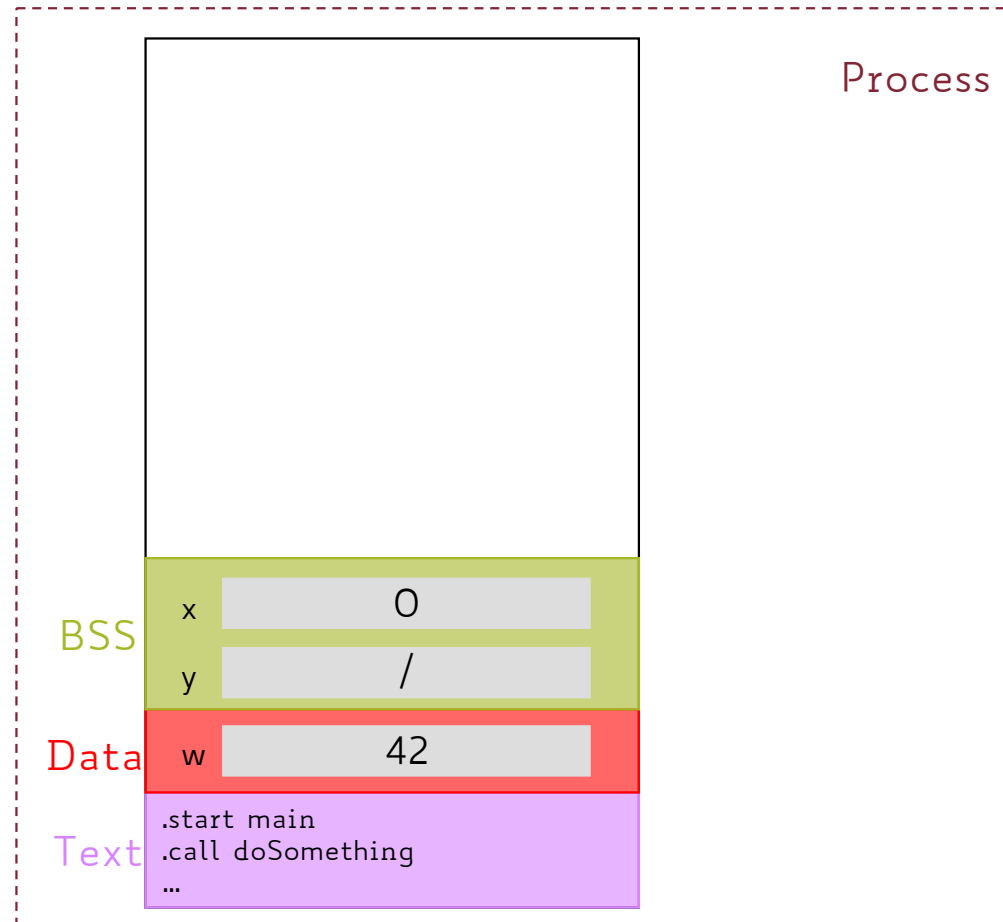 Process
BSS
x 0
y /
Data
w 42
Text
.start main
.call doSomething
...